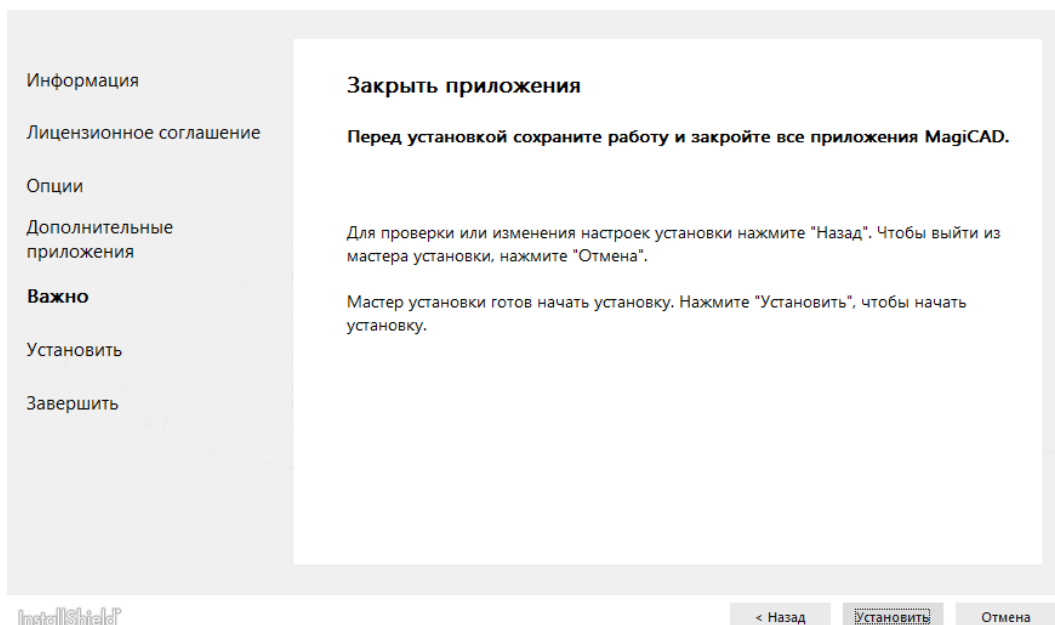 Информация
Лицензионное соглашение
Опции
Дополнительные
приложения
Важно
Установить
Завершить
Закрыть приложения
Перед установкой сохраните работу и закройте все приложения MagiCAD.
Для проверки или изменения настроек установки нажмите "Назад". Чтобы выйти из
мастера установки, нажмите "Отмена".
Мастер установки готов начать установку. Нажмите "Установить", чтобы начать
установку.
InstallShield
< Назад
Установить
Отмена